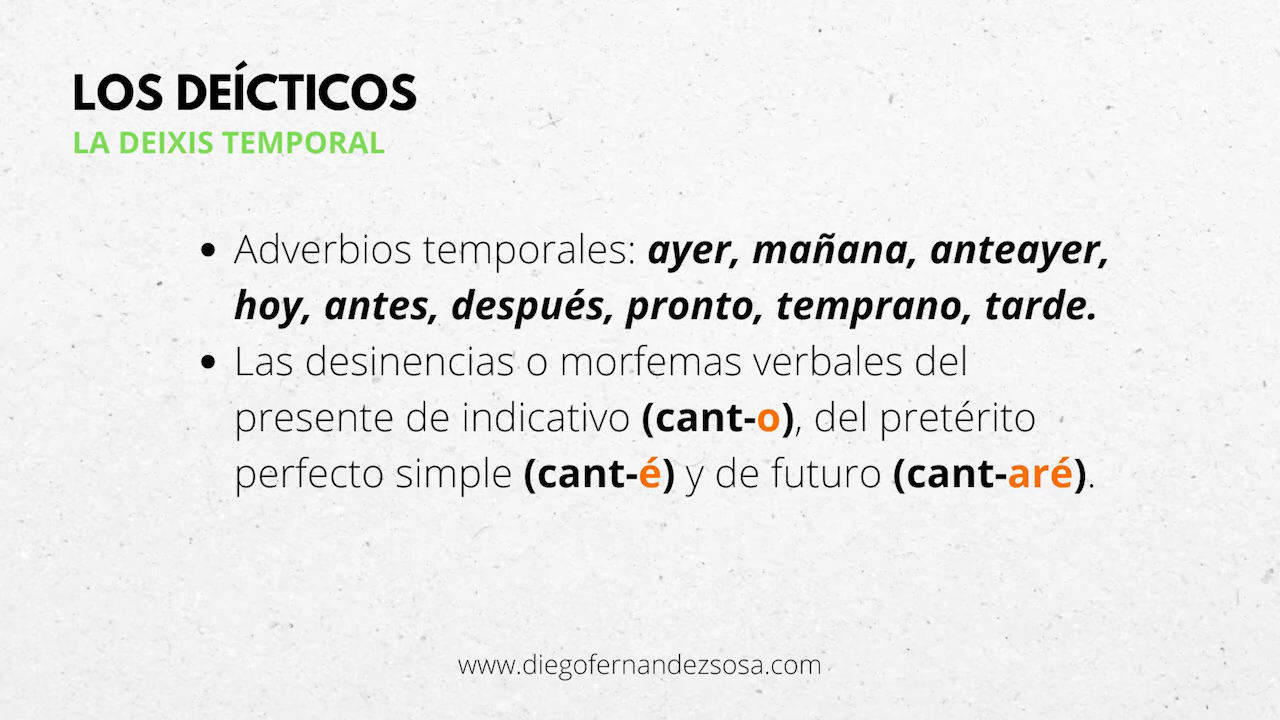 LOS DEÍCTICOS
LA DEIXIS TEMPORAL
• Adverbios temporales: ayer, mañana, anteayer,
hoy, antes, después, pronto, temprano, tarde.
• Las desinencias o morfemas verbales del
presente de indicativo (cant-o), del pretérito
perfecto simple (cant-é) y de futuro (cant-aré).
www.diegofernandezsosa.com